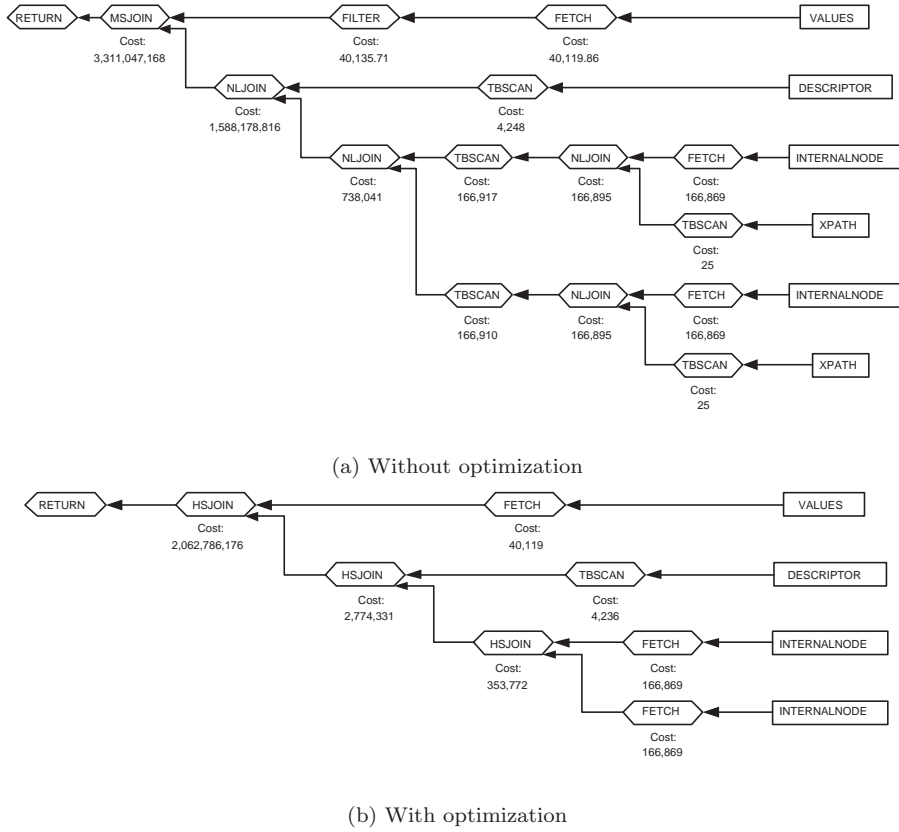 RETURN MSJOIN FILTER FETCH VALUES
Cost: Cost: Cost:
3,311,047,168 40,135.71 40,119.86
NLJOIN TBSCAN DESCRIPTOR
Cost: Cost:
1,588,178,816 4,248
NLJOIN TBSCAN NLJOIN FETCH INTERNALNODE
Cost: Cost: Cost: Cost:
738,041 166,917 166,895 166,869
TBSCAN XPATH
Cost:
25
TBSCAN NLJOIN FETCH INTERNALNODE
Cost: Cost: Cost:
166,910 166,895 166,869
TBSCAN XPATH
Cost:
25
(a) Without optimization
RETURN HSJOIN FETCH VALUES
Cost: Cost:
2,062,786,176 40,119
HSJOIN TBSCAN DESCRIPTOR
Cost: Cost:
2,774,331 4,236
HSJOIN FETCH INTERNALNODE
Cost: Cost:
353,772 166,869
FETCH INTERNALNODE
Cost:
166,869
(b) With optimization